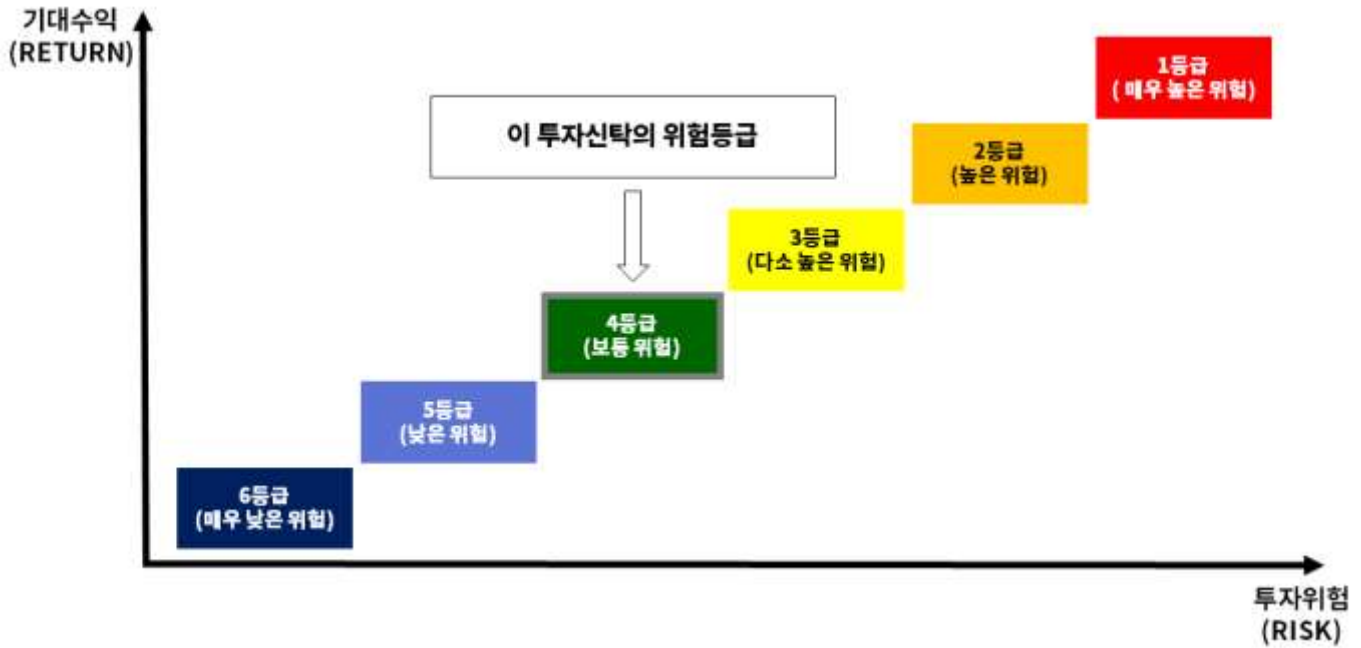 기대수익
(RETURN)
1등급
( 매우 높은 위험)
이 투자신탁의 위험등급
2등급
(높은 위험)
3등급
(다소 높은 위험)
4등급
(보통 위험)
5등급
(낮은 위험)
6등급
(매우 낮은 위험)
투자위험
(RISK)